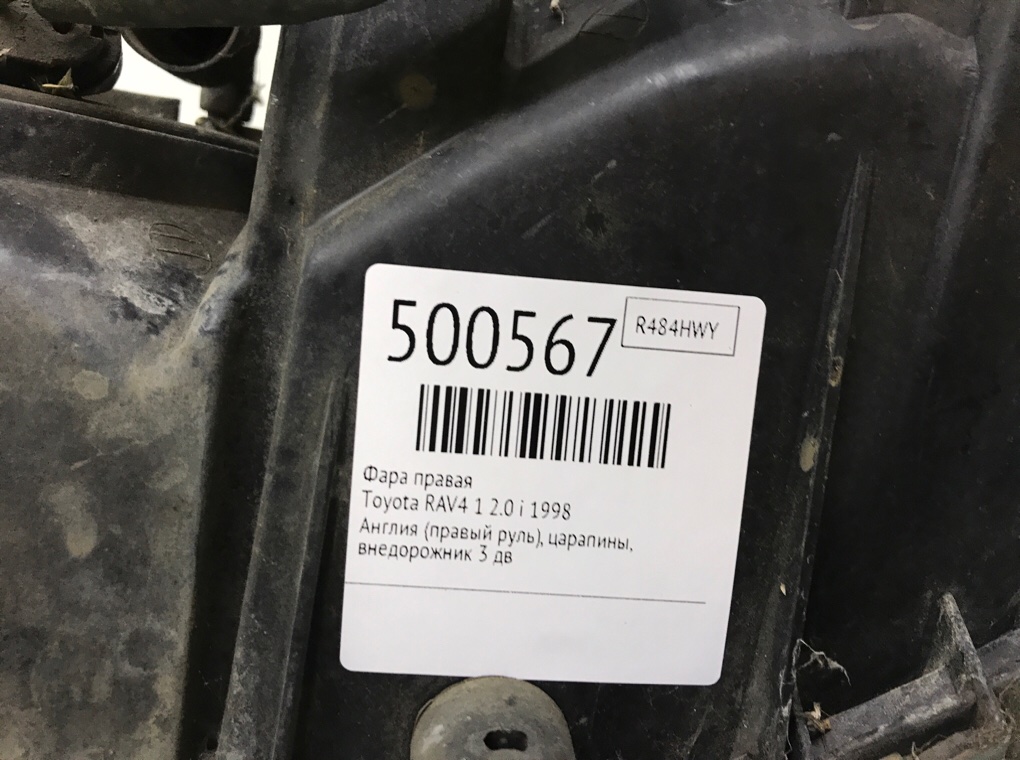 500567
R484HWY
Фара правая
Toyota RAV4 1 2.0 i 1998
Англия (правый руль), царапины,
внедорожник 3 дв